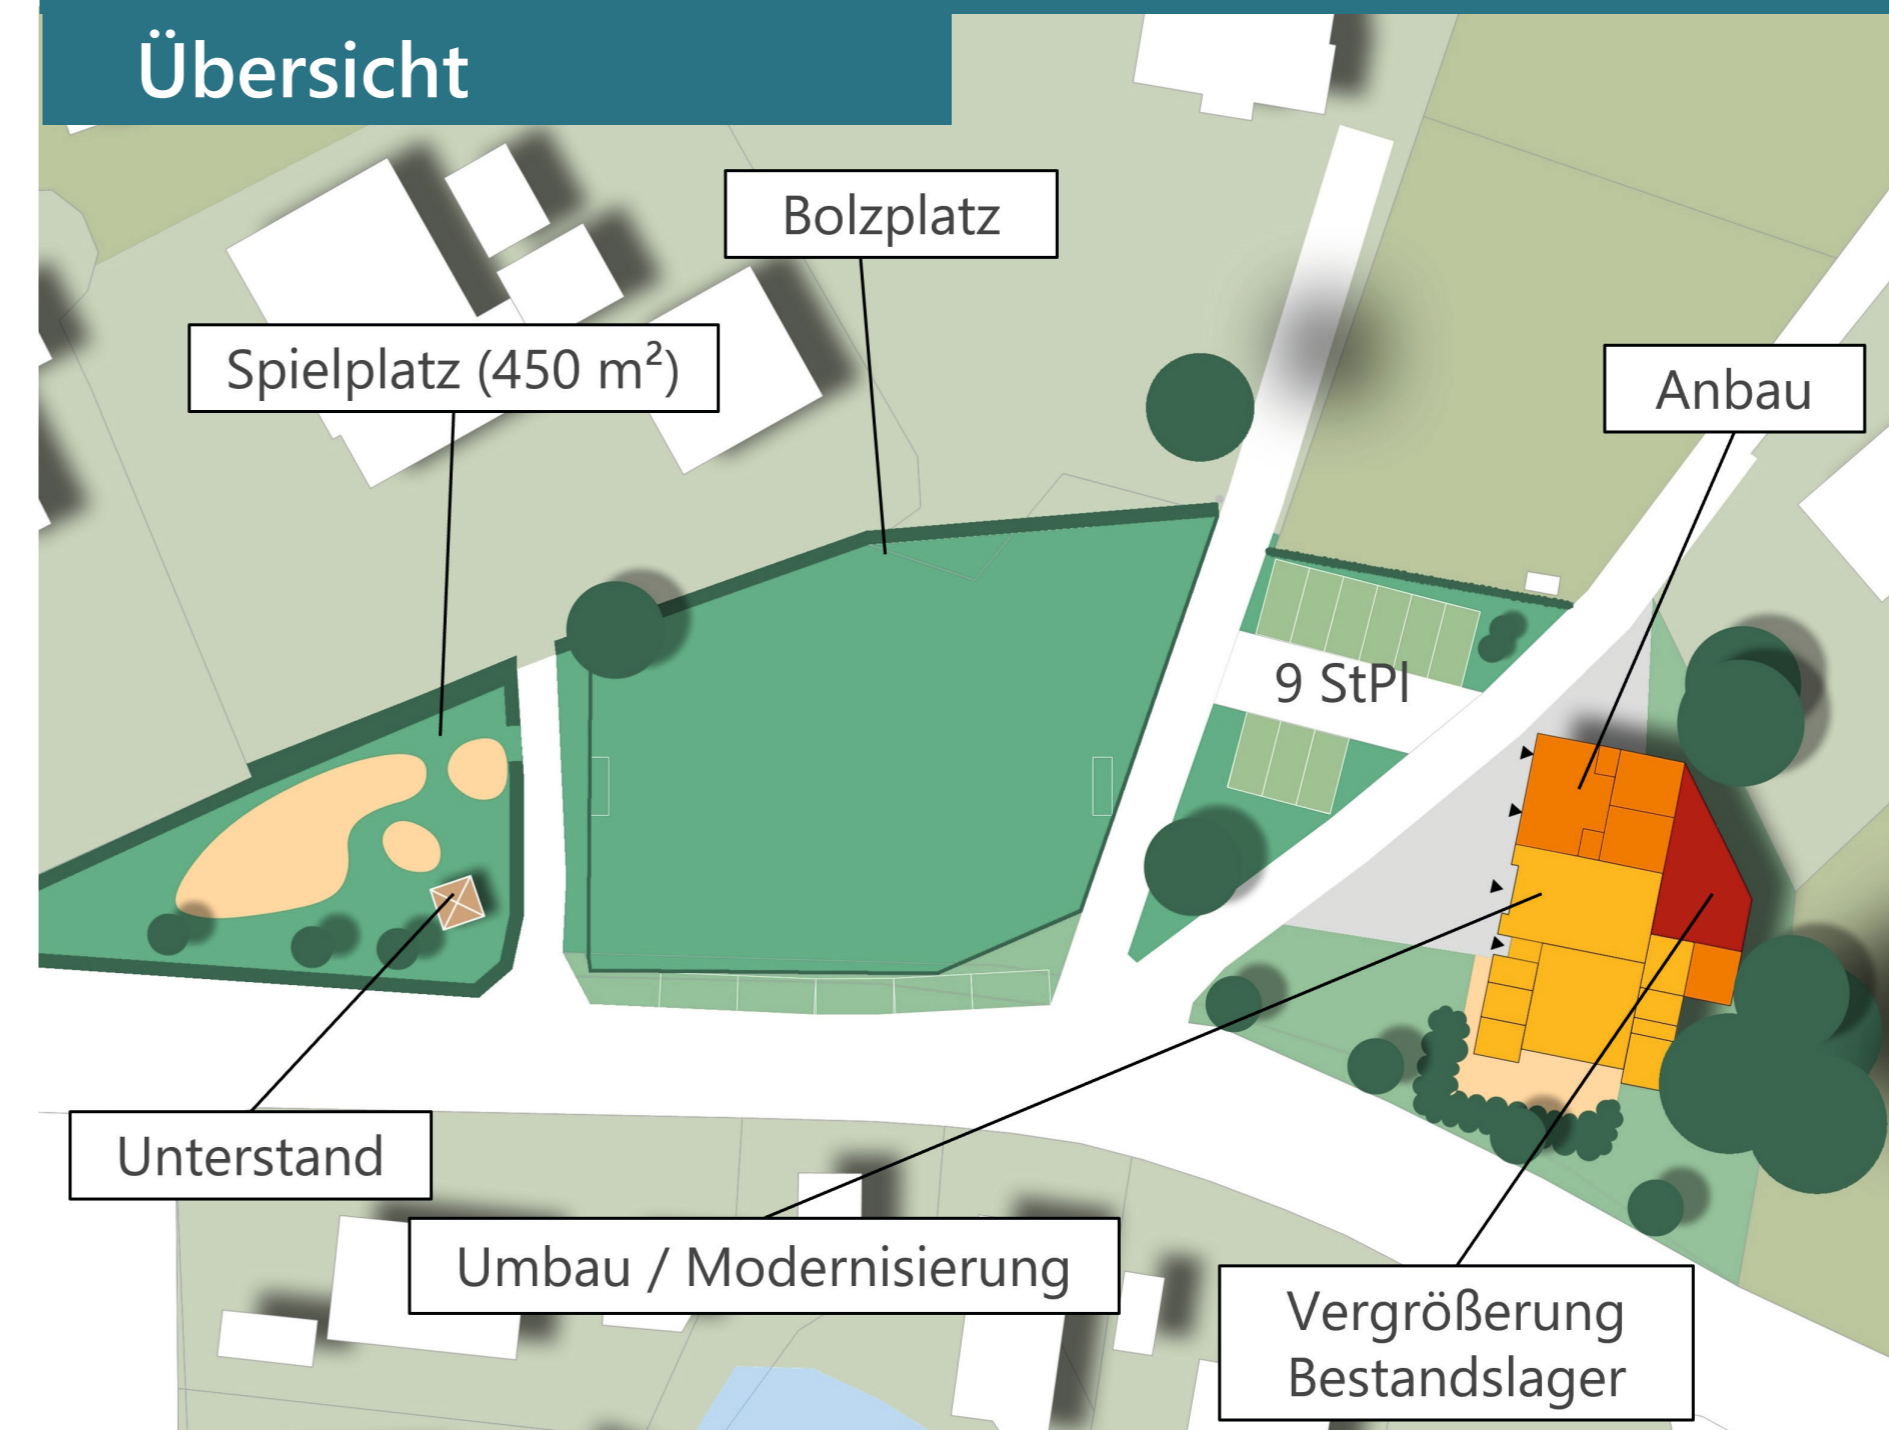 Übersicht
Bolzplatz
Spielplatz (450 m²)
Anbau
9 StPl
Unterstand
Umbau / Modernisierung
Vergrößerung
Bestandslager